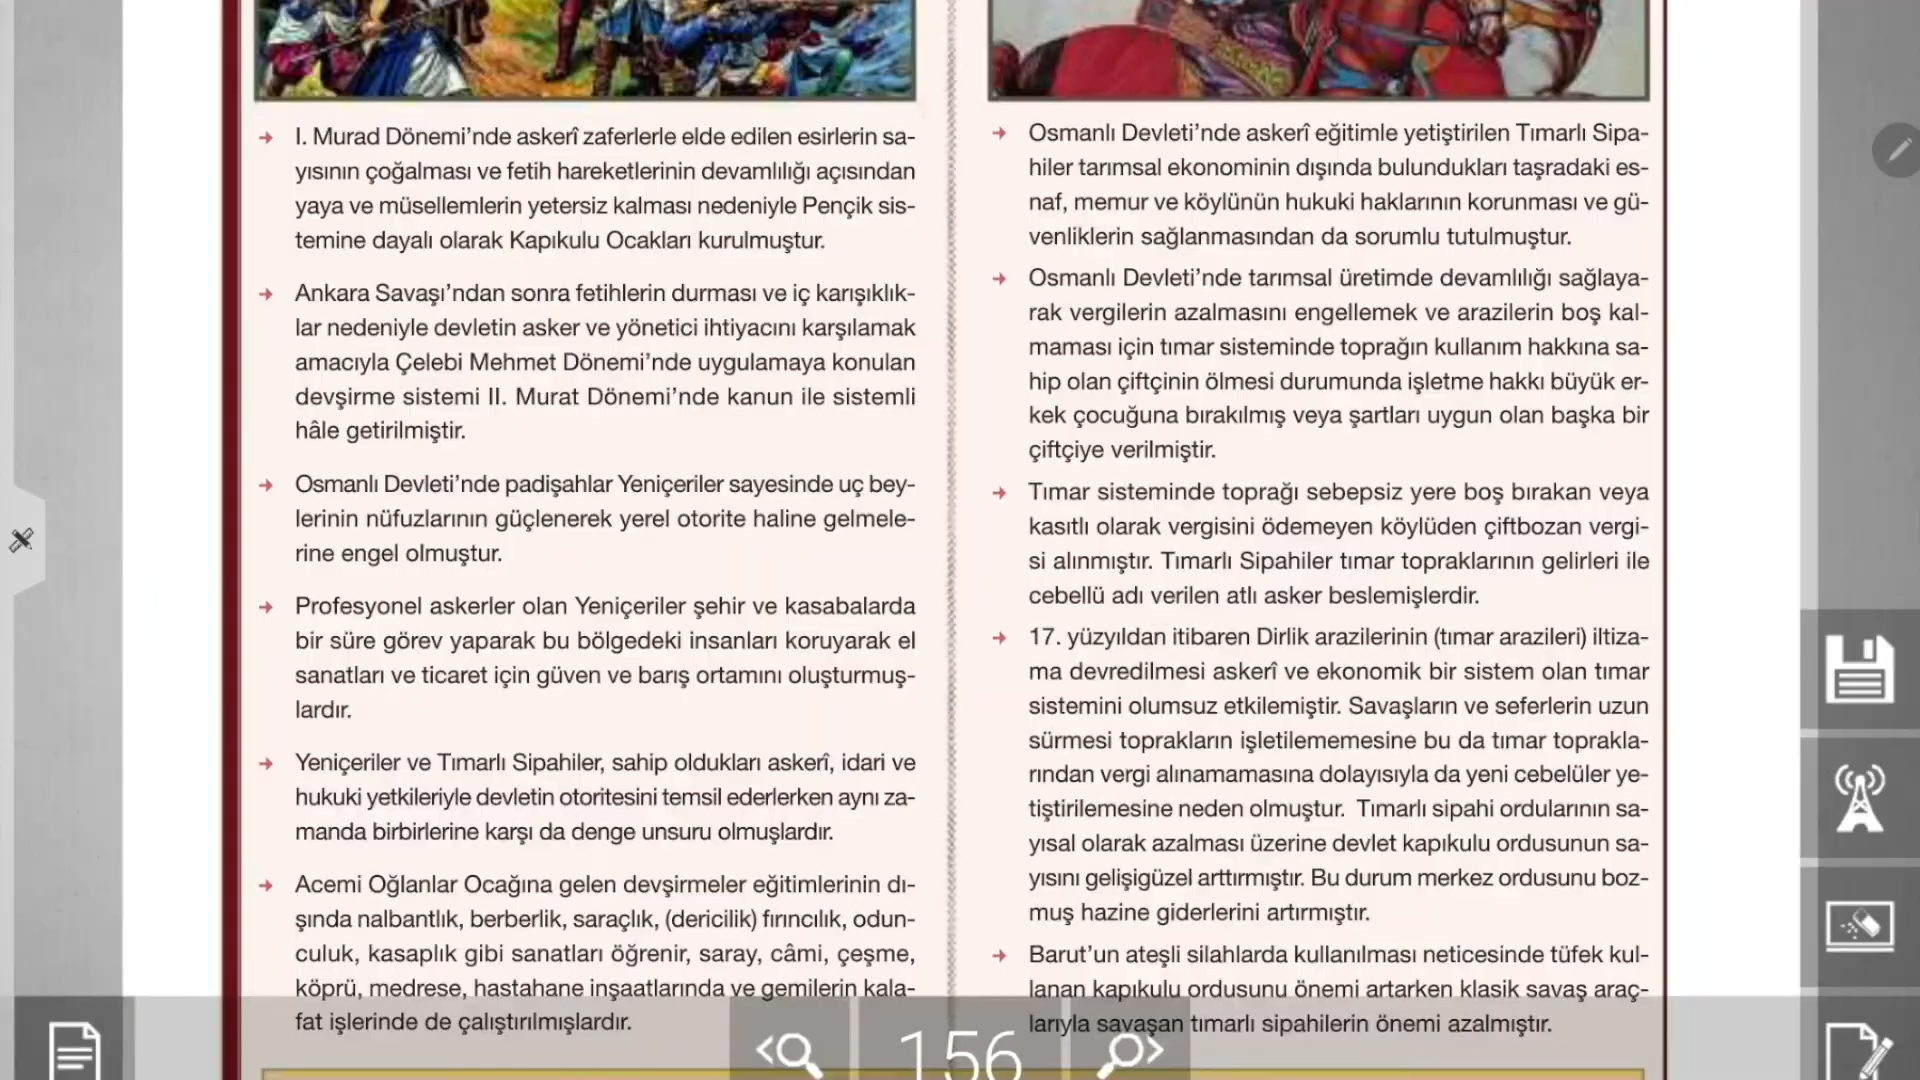 I. Murad Dönemi’nde askerî zaferlerle elde edilen esirlerin sa-
yısının çoğalması ve fetih hareketlerinin devamlılığı açısından
yaya ve müsellemlerin yetersiz kalması nedeniyle Pençik sis-
temine dayalı olarak Kapıkulu Ocakları kurulmuştur.
Ankara Savaşı’ndan sonra fetihlerin durması ve iç karışıklık-
lar nedeniyle devletin asker ve yönetici ihtiyacını karşılamak
amacıyla Çelebi Mehmet Dönemi’nde uygulamaya konulan
devşirme sistemi II. Murat Dönemi’nde kanun ile sistemli
hâle getirilmiştir.
Osmanlı Devleti’nde padişahlar Yeniçeriler sayesinde uç bey-
lerinin nüfuzlarının güçlenerek yerel otorite haline gelmele-
rine engel olmuştur.
Profesyonel askerler olan Yeniçeriler şehir ve kasabalarda
bir süre görev yaparak bu bölgedeki insanları koruyarak el
sanatları ve ticaret için güven ve barış ortamını oluşturmuş-
lardır.
Yeniçeriler ve Tımarlı Sipahiler, sahip oldukları askerî, idari ve
hukuki yetkileriyle devletin otoritesini temsil ederlerken aynı za-
manda birbirlerine karşı da denge unsuru olmuşlardır.
Acemi Oğlanlar Ocağına gelen devşirmeler eğitimlerinin dı-
şında nalbantlık, berberlik, saraçlık, (dericilik) fırıncılık, odun-
culuk, kasaplık gibi sanatları öğrenir, saray, câmi, çeşme,
köprü, medrese, hastahane inşaatlarında ve gemilerin kala-
fat işlerinde de çalıştırılmışlardır.
Osmanlı Devleti’nde askerî eğitimle yetiştirilen Tımarlı Sipa-
hiler tarımsal ekonominin dışında bulundukları taşradaki es-
naf, memur ve köylünün hukuki haklarının korunması ve gü-
venliklerin sağlanmasından da sorumlu tutulmuştur.
Osmanlı Devleti’nde tarımsal üretimde devamlılığı sağlaya-
rak vergilerin azalmasını engellemek ve arazilerin boş kal-
maması için tımar sisteminde toprağın kullanım hakkına sa-
hip olan çiftçinin ölmesi durumunda işletme hakkı büyük er-
kek çocuğuna bırakılmış veya şartları uygun olan başka bir
çiftçiye verilmiştir.
Tımar sisteminde toprağı sebepsiz yere boş bırakan veya
kasıtlı olarak vergisini ödemeyen köylüden çiftbozan vergi-
si alınmıştır. Tımarlı Sipahiler tımar topraklarının gelirleri ile
cebellü adı verilen atlı asker beslemişlerdir.
17. yüzyıldan itibaren Dirlik arazilerinin (tımar arazileri) iltiza-
ma devredilmesi askerî ve ekonomik bir sistem olan tımar
sistemini olumsuz etkilemiştir. Savaşların ve seferlerin uzun
sürmesi toprakların işletilememesine bu da tımar toprakla-
rından vergi alınamamasına dolayısıyla da yeni cebelüler ye-
tiştirilemesine neden olmuştur. Tımarlı sipahi ordularının sa-
yısal olarak azalması üzerine devlet kapıkulu ordusunun sa-
yısını gelişigüzel arttırmıştır. Bu durum merkez ordusunu boz-
muş hazine giderlerini artırmıştır.
Barut’un ateşli silahlarda kullanılması neticesinde tüfek kul-
lanan kapıkulu ordusunu önemi artarken klasik savaş araç-
larıyla savaşan tımarlı sipahilerin önemi azalmıştır.
156